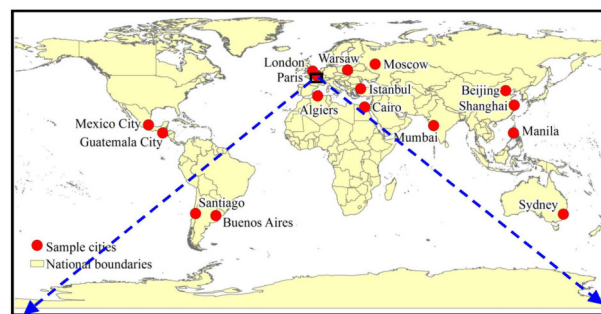 London
Warsaw
Moscow
Paris
Istanbul
Beijing
Shanghai
Algiers
Cairo
Mexico City
Guatemala City
Mumbai
Manila
Santiago
Buenos Aires
Sydney
Sample cities
National boundaries